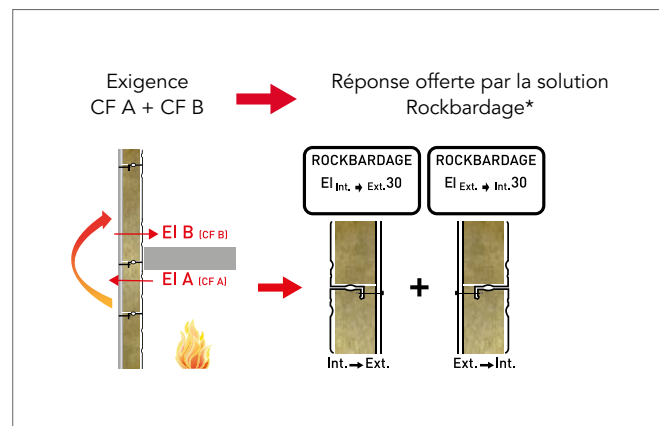 Exigence
CF A + CF B
Réponse offerte par la solution
Rockbardage*
ROCKBARDAGE
EI Int. → Ext. 30
ROCKBARDAGE
EI Ext. → Int. 30
EI B (CF B)
EI A (CF A)
+
Int. → Ext.
Ext. → Int.